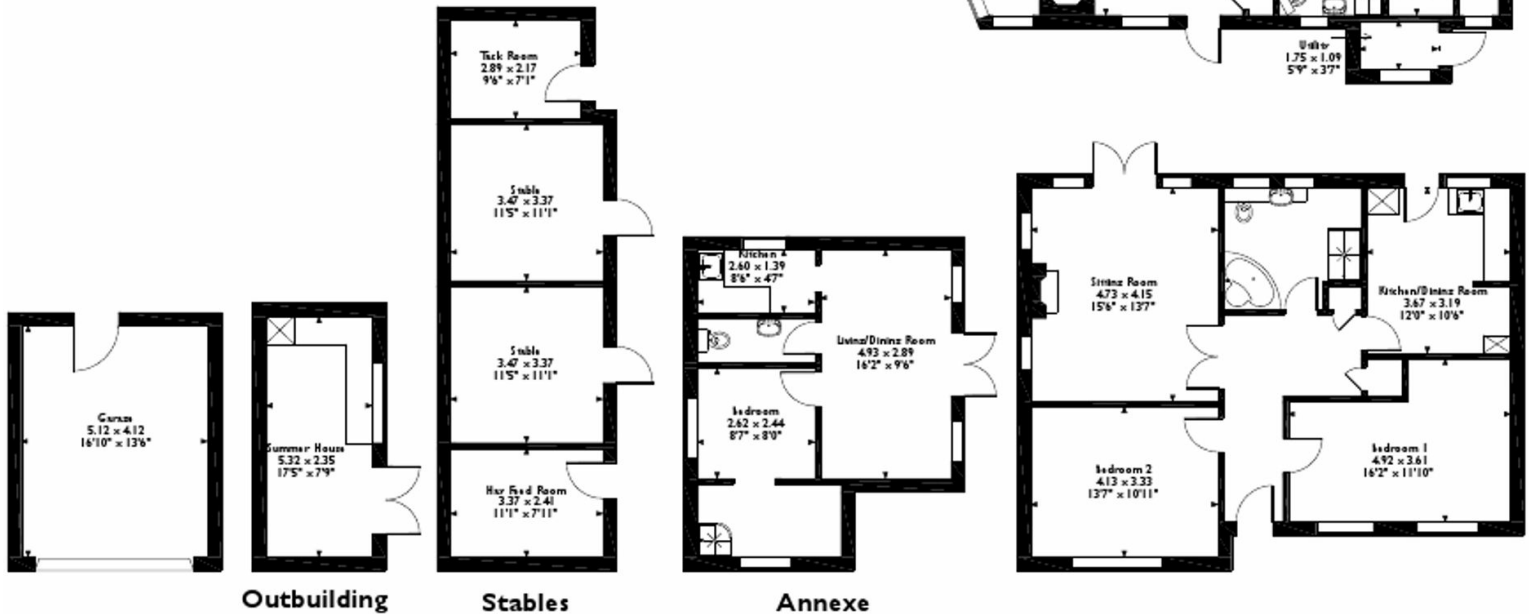 Utility
1.75 x 1.09
5'9" x 3'7"
Tack Room
2.89 x 2.17
9'6" x 7'1"
Stable
3.47 x 3.37
11'5" x 11'1"
Stable
3.47 x 3.37
11'5" x 11'1"
Hay Feed Room
3.37 x 2.41
11'1" x 7'11"
Garage
5.12 x 4.12
16'10" x 13'6"
Summer House
5.32 x 2.35
17'5" x 7'9"
Kitchen
2.60 x 1.39
8'6" x 4'7"
Living/Dining Room
4.93 x 2.89
16'2" x 9'6"
Bedroom
2.62 x 2.44
8'7" x 8'0"
Sitting Room
4.73 x 4.15
15'6" x 13'7"
Kitchen/Dining Room
3.67 x 3.19
12'0" x 10'6"
Bedroom 2
4.13 x 3.33
13'7" x 10'11"
Bedroom 1
4.92 x 3.61
16'2" x 11'10"
Outbuilding
Stables
Annexe